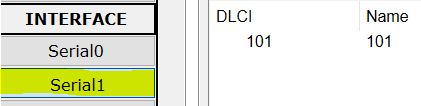 INTERFACE
Serial0
Serial1
DLCI Name
101 101